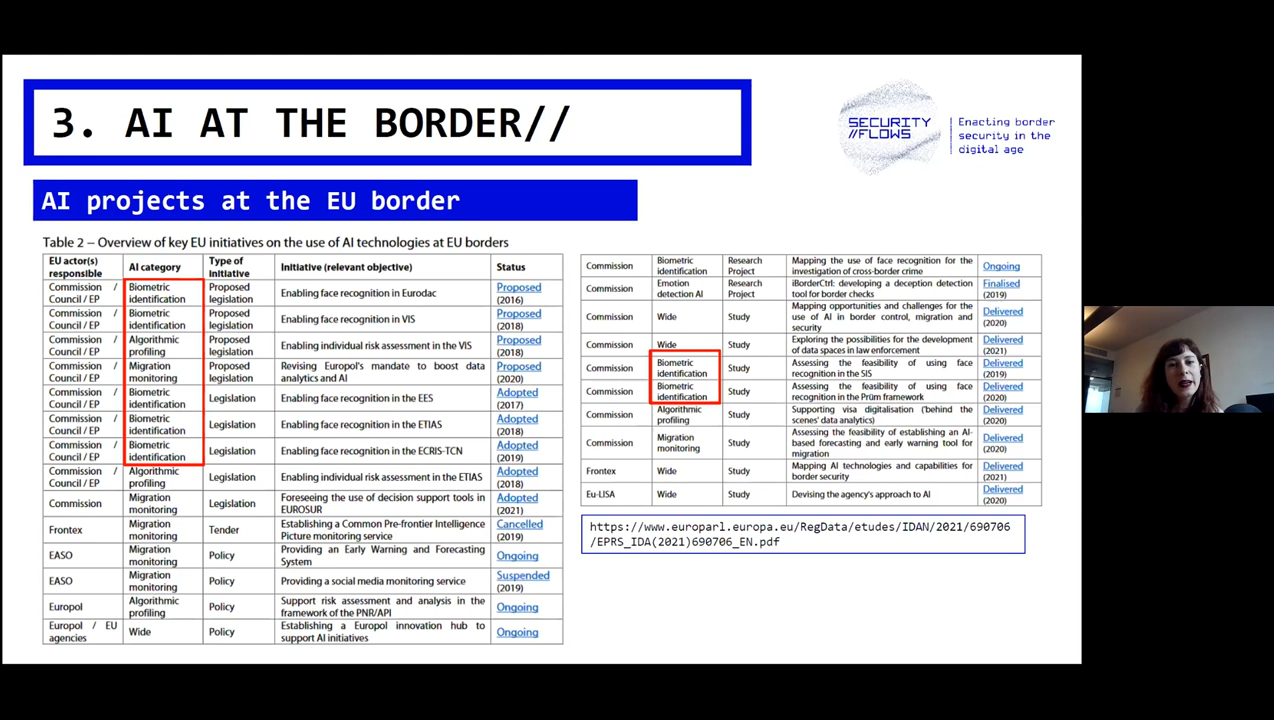 3. AI AT THE BORDER//
SECURITY
//FLOWS
Enacting border
security in the
digital age
AI projects at the EU border
Table 2 – Overview of key EU initiatives on the use of AI technologies at EU borders
EU actor(s) responsible AI category Type of initiative Initiative (relevant objective) Status
Commission / Council / EP Biometric identification Proposed legislation Enabling face recognition in Eurodac Proposed (2016)
Commission / Council / EP Biometric identification Proposed legislation Enabling face recognition in VIS Proposed (2018)
Commission / Council / EP Algorithmic profiling Proposed legislation Enabling individual risk assessment in the VIS Proposed (2018)
Commission / Council / EP Migration monitoring Proposed legislation Revising Europol's mandate to boost data analytics and AI Proposed (2020)
Commission / Council / EP Biometric identification Legislation Enabling face recognition in the EES Adopted (2017)
Commission / Council / EP Biometric identification Legislation Enabling face recognition in the ETIAS Adopted (2018)
Commission / Council / EP Biometric identification Legislation Enabling face recognition in the ECRIS-TCN Adopted (2019)
Commission / Council / EP Algorithmic profiling Legislation Enabling individual risk assessment in the ETIAS Adopted (2018)
Commission Migration monitoring Legislation Foreseeing the use of decision support tools in EUROSUR Adopted (2021)
Frontex Migration monitoring Tender Establishing a Common Pre-frontier Intelligence Picture monitoring service Cancelled (2019)
EASO Migration monitoring Policy Providing an Early Warning and Forecasting System Ongoing
EASO Migration monitoring Policy Providing a social media monitoring service Suspended (2019)
Europol Algorithmic profiling Policy Support risk assessment and analysis in the framework of the PNR/API Ongoing
Europol / EU agencies Wide Policy Establishing a Europol innovation hub to support AI initiatives Ongoing
Commission Biometric identification Research Project Mapping the use of face recognition for the investigation of cross-border crime Ongoing
Commission Emotion detection AI Research Project iBorderCtrl: developing a deception detection tool for border checks Finalised (2019)
Commission Wide Study Mapping opportunities and challenges for the use of AI in border control, migration and security Delivered (2020)
Commission Wide Study Exploring the possibilities for the development of data spaces in law enforcement Delivered (2021)
Commission Biometric identification Study Assessing the feasibility of using face recognition in the SIS Delivered (2019)
Commission Biometric identification Study Assessing the feasibility of using face recognition in the Prüm framework Delivered (2020)
Commission Algorithmic profiling Study Supporting visa digitalisation ('behind the scenes' data analytics) Delivered (2020)
Commission Migration monitoring Study Assessing the feasibility of establishing an AI-based forecasting and early warning tool for migration Delivered (2020)
Frontex Wide Study Mapping AI technologies and capabilities for border security Delivered (2021)
Eu-LISA Wide Study Devising the agency's approach to AI Delivered (2020)
https://www.europarl.europa.eu/RegData/etudes/IDAN/2021/690706
/EPRS_IDA(2021)690706_EN.pdf